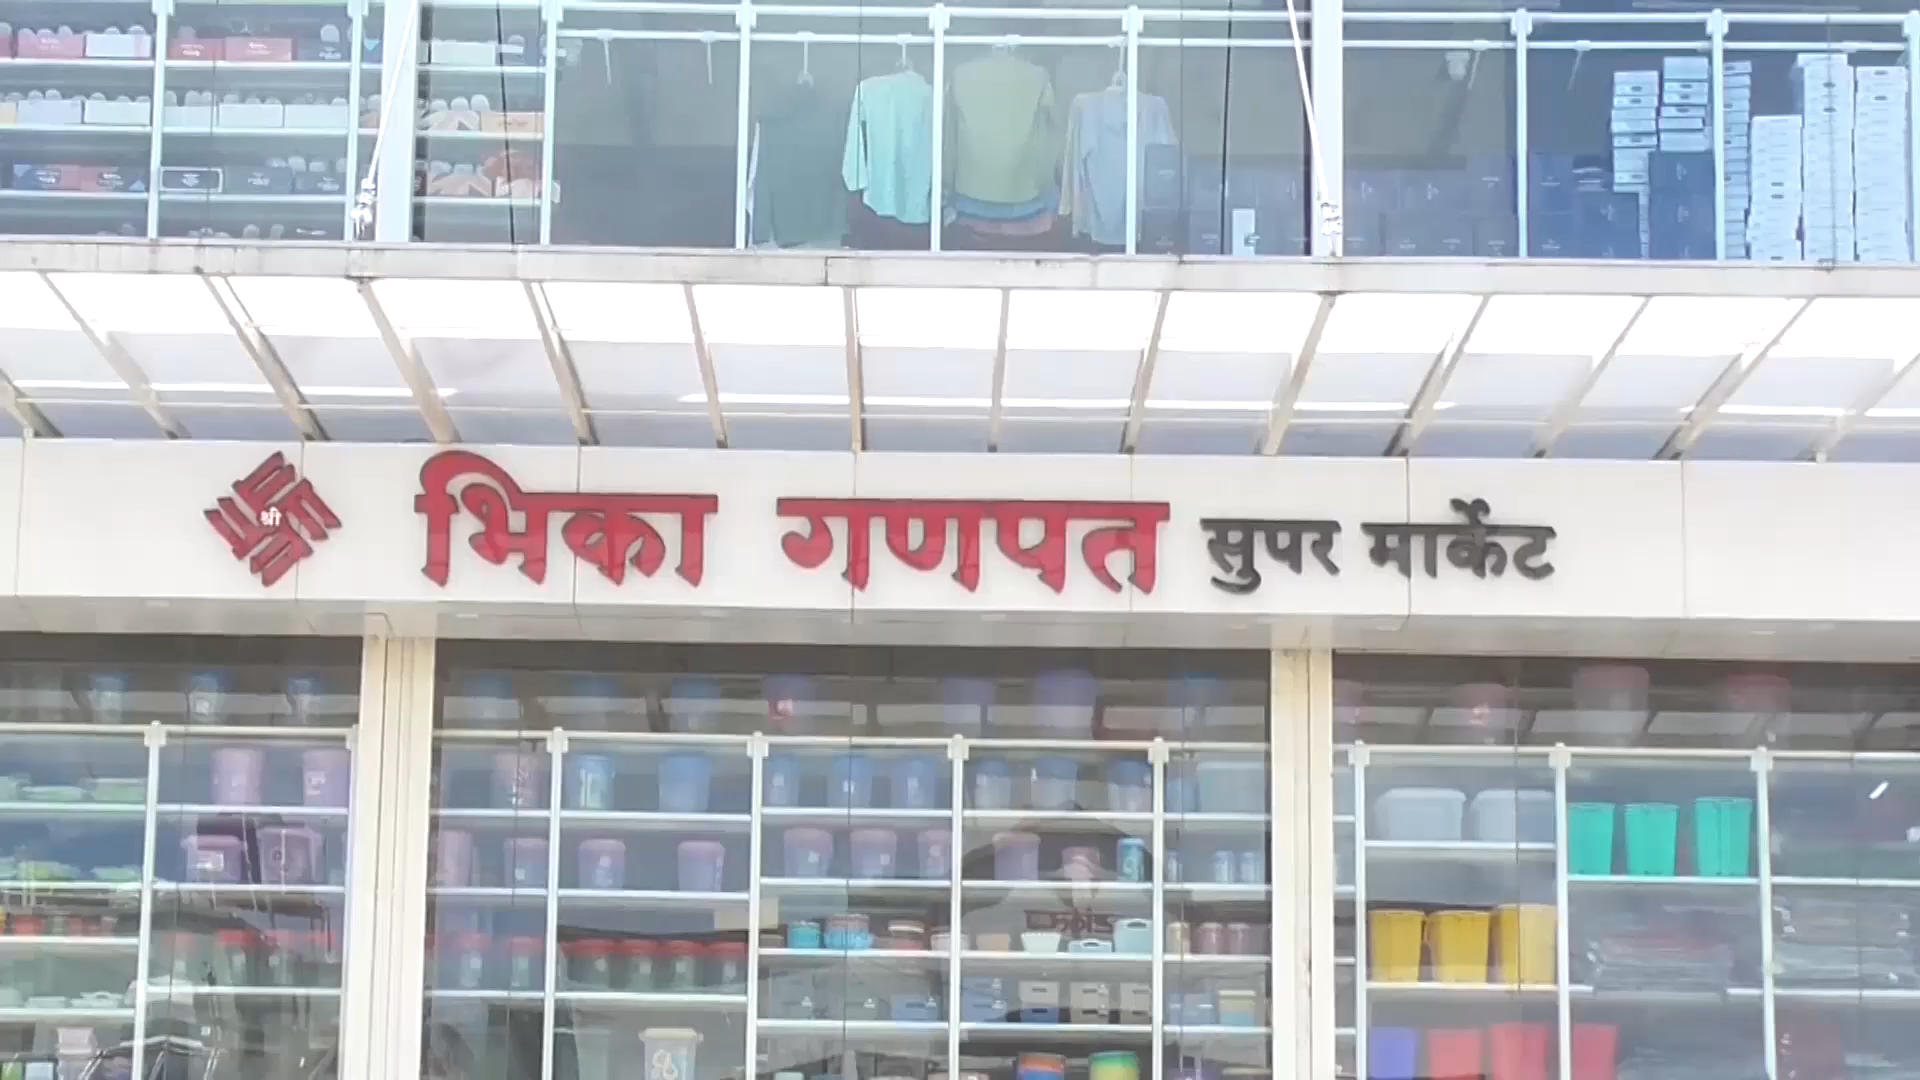 श्री भिका गणपत सुपर मार्केट